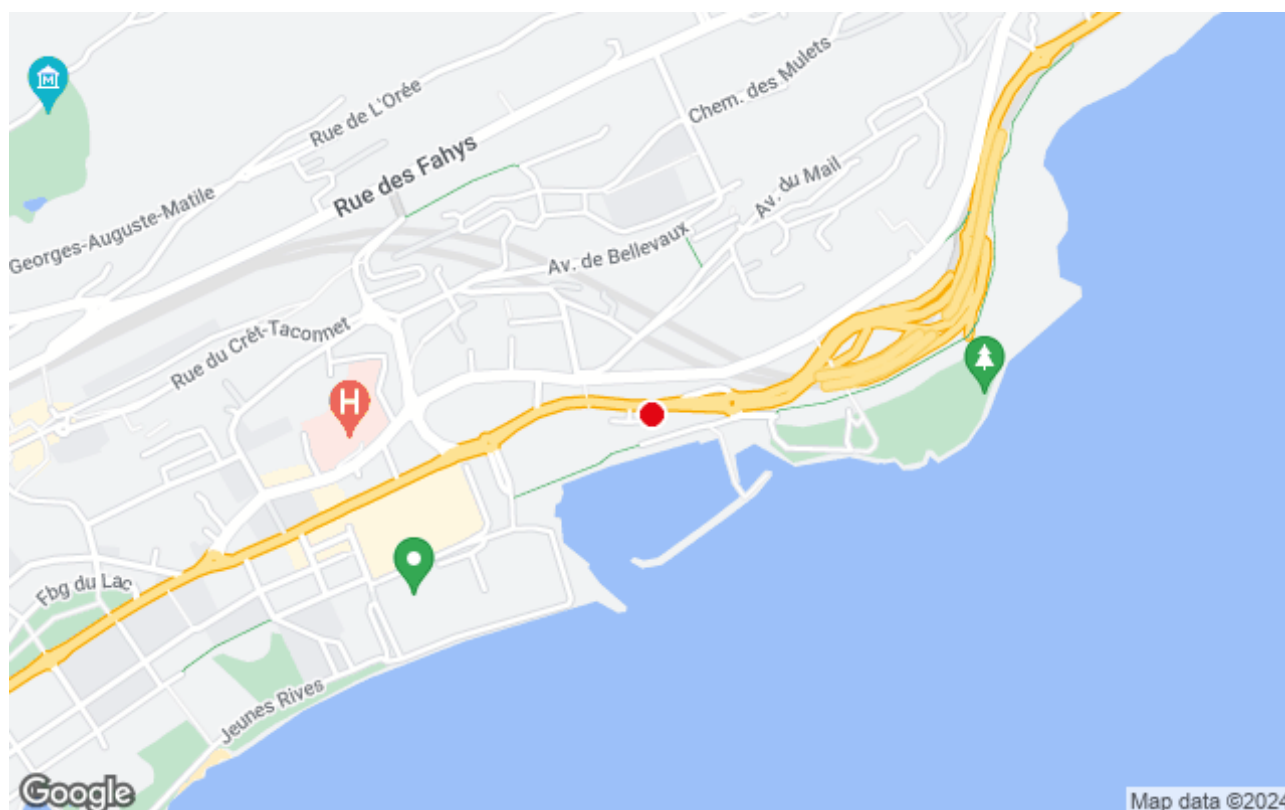 Rue de L'Orée
Chem. des Mulets
Rue des Fahys
Georges-Auguste-Matile
Av. du Mail
Av. de Bellevaux
Rue du Crêt-Taconnet
H
Fbg du Lac
Jeunes Rives
Google
Map data ©2024